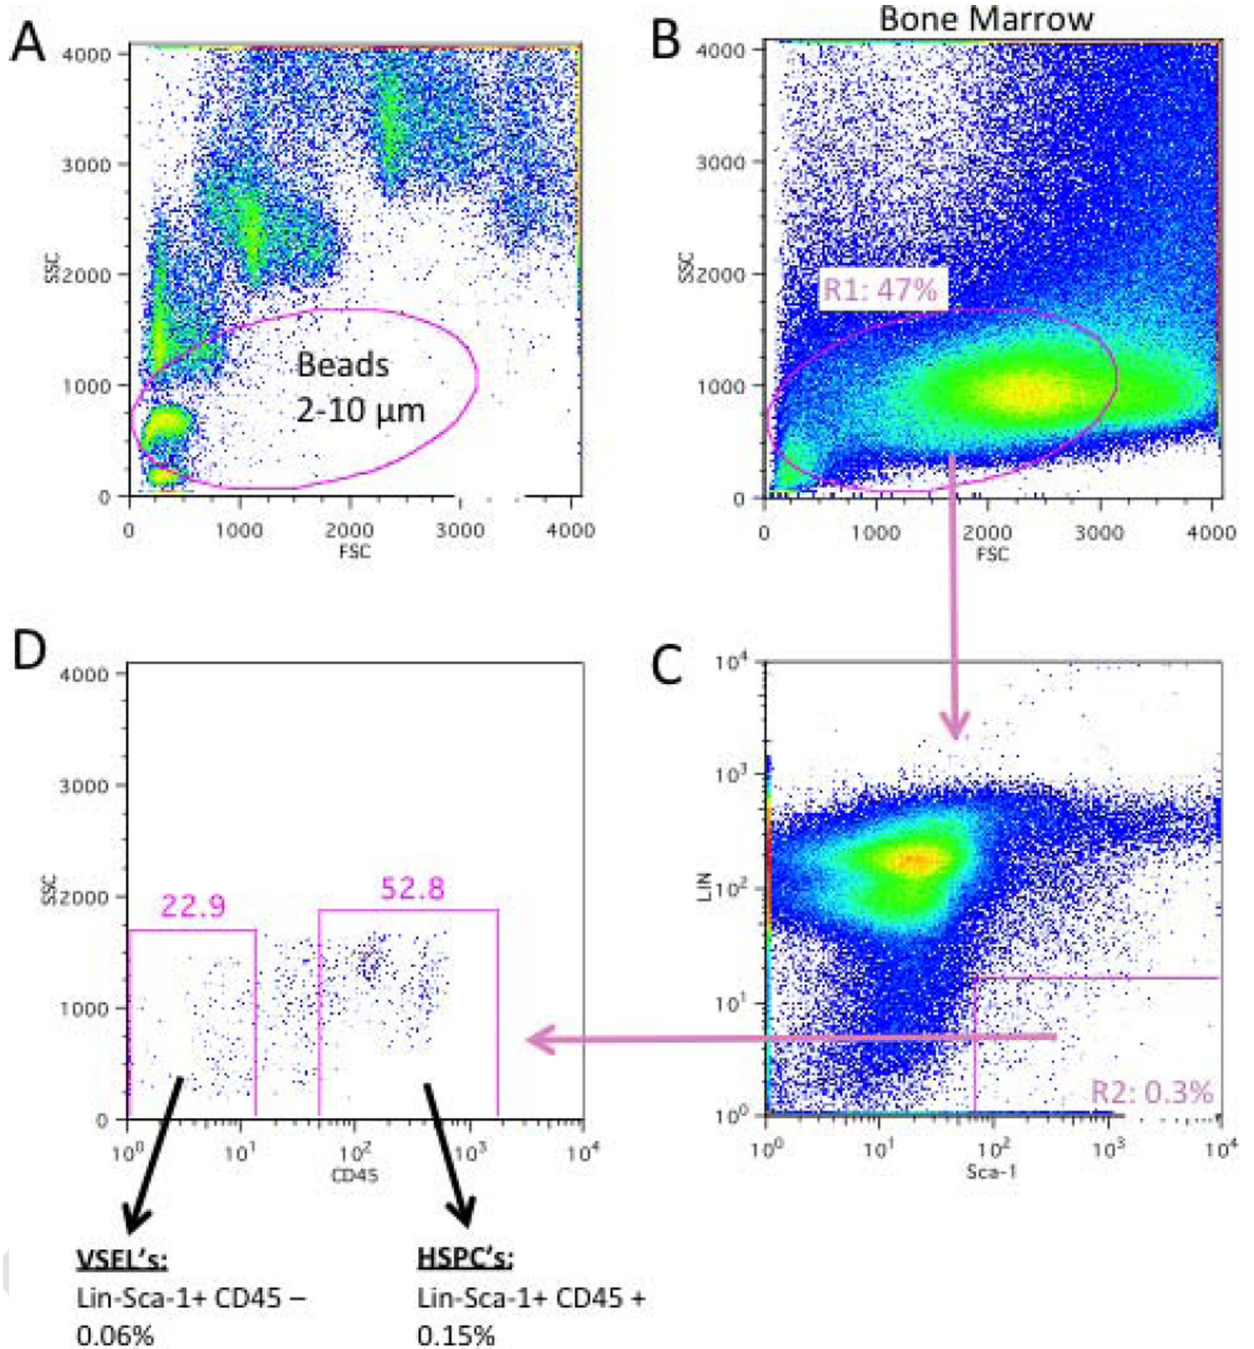 A
4000
3000
2000
1000
0
SSC
0 1000 2000 3000 4000
FSC
Beads
2-10 µm
B
Bone Marrow
4000
3000
2000
1000
0
SSC
R1: 47%
0 1000 2000 3000 4000
FSC
D
4000
3000
2000
1000
0
SSC
22.9
52.8
10⁰ 10¹ 10² 10³ 10⁴
CD45
C
10⁴
10³
10²
10¹
10⁰
LIN
R2: 0.3%
10⁰ 10¹ 10² 10³ 10⁴
Sca-1
VSEL's:
Lin-Sca-1+ CD45 –
0.06%
HSPC's:
Lin-Sca-1+ CD45 +
0.15%